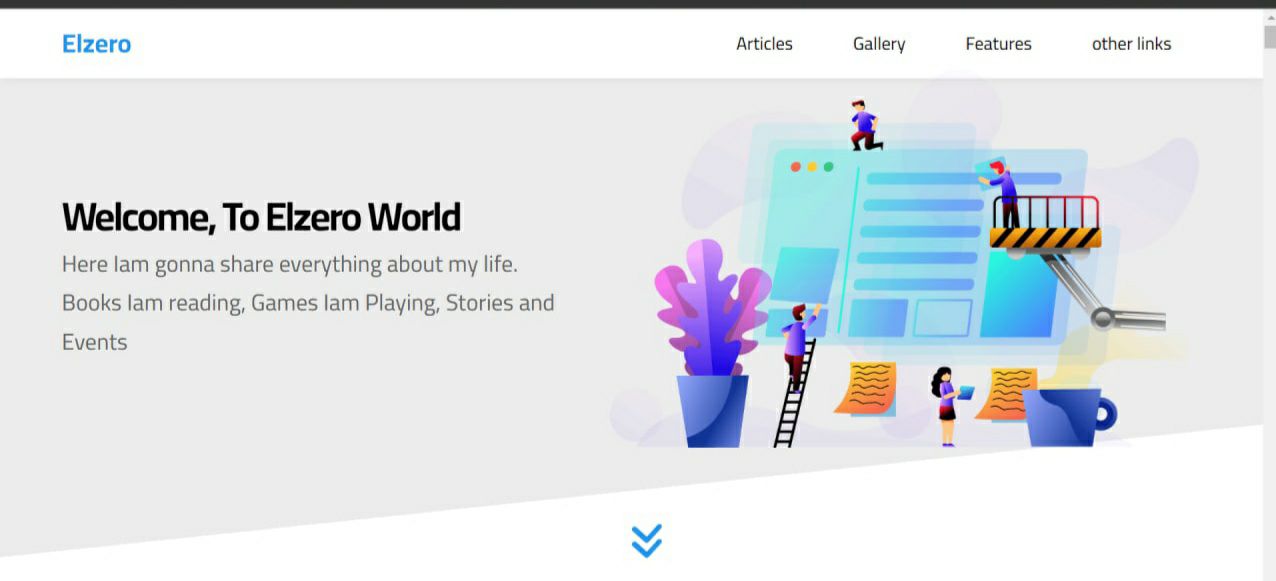 Elzero
Articles
Gallery
Features
other links
Welcome, To Elzero World
Here Iam gonna share everything about my life.
Books Iam reading, Games Iam Playing, Stories and
Events